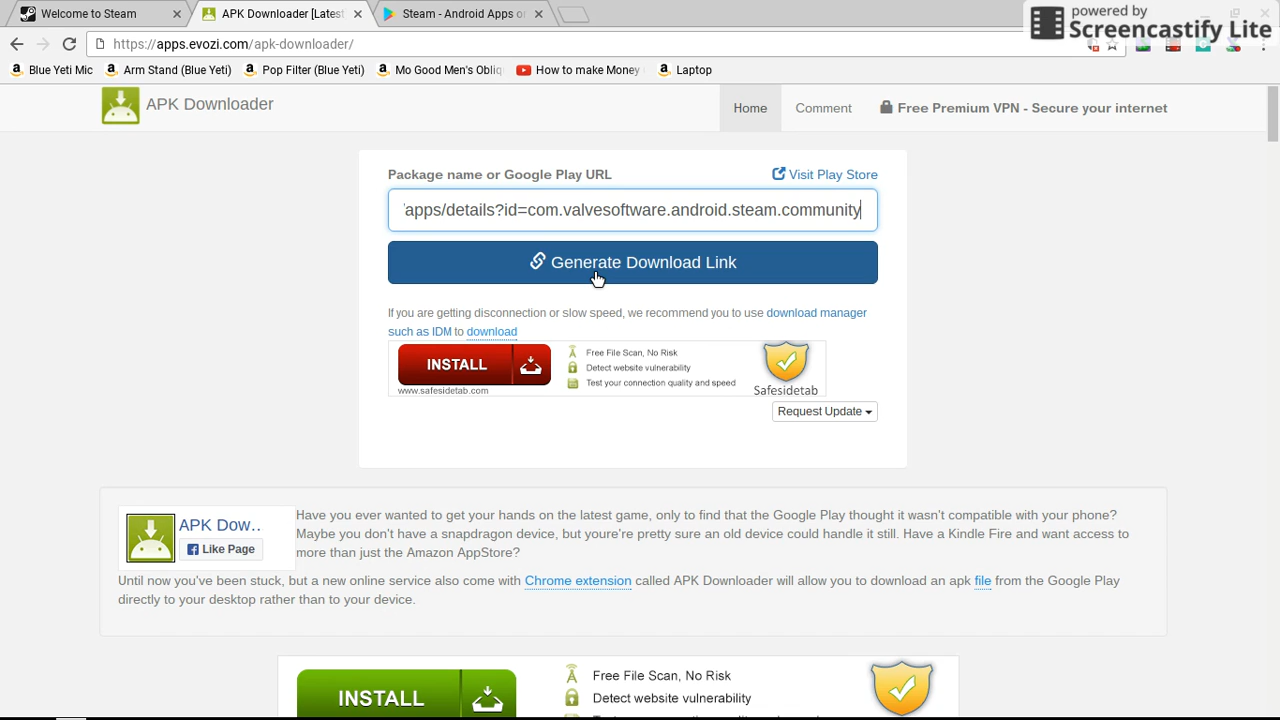 Welcome to Steam
APK Downloader [Latest
Steam - Android Apps o
powered by
Screencastify Lite
https://apps.evozi.com/apk-downloader/
Blue Yeti Mic
Arm Stand (Blue Yeti)
Pop Filter (Blue Yeti)
Mo Good Men's Obliq
How to make Money
Laptop
APK Downloader
Home
Comment
Free Premium VPN - Secure your internet
Package name or Google Play URL
Visit Play Store
apps/details?id=com.valvesoftware.android.steam.community
Generate Download Link
If you are getting disconnection or slow speed, we recommend you to use download manager
such as IDM to download
INSTALL
www.safesidetab.com
Free File Scan, No Risk
Detect website vulnerability
Test your connection quality and speed
Safesidetab
Request Update
APK Dow..
Like Page
Have you ever wanted to get your hands on the latest game, only to find that the Google Play thought it wasn't compatible with your phone?
Maybe you don't have a snapdragon device, but youre're pretty sure an old device could handle it still. Have a Kindle Fire and want access to
more than just the Amazon AppStore?
Until now you've been stuck, but a new online service also come with Chrome extension called APK Downloader will allow you to download an apk file from the Google Play
directly to your desktop rather than to your device.
INSTALL
Free File Scan, No Risk
Detect website vulnerability